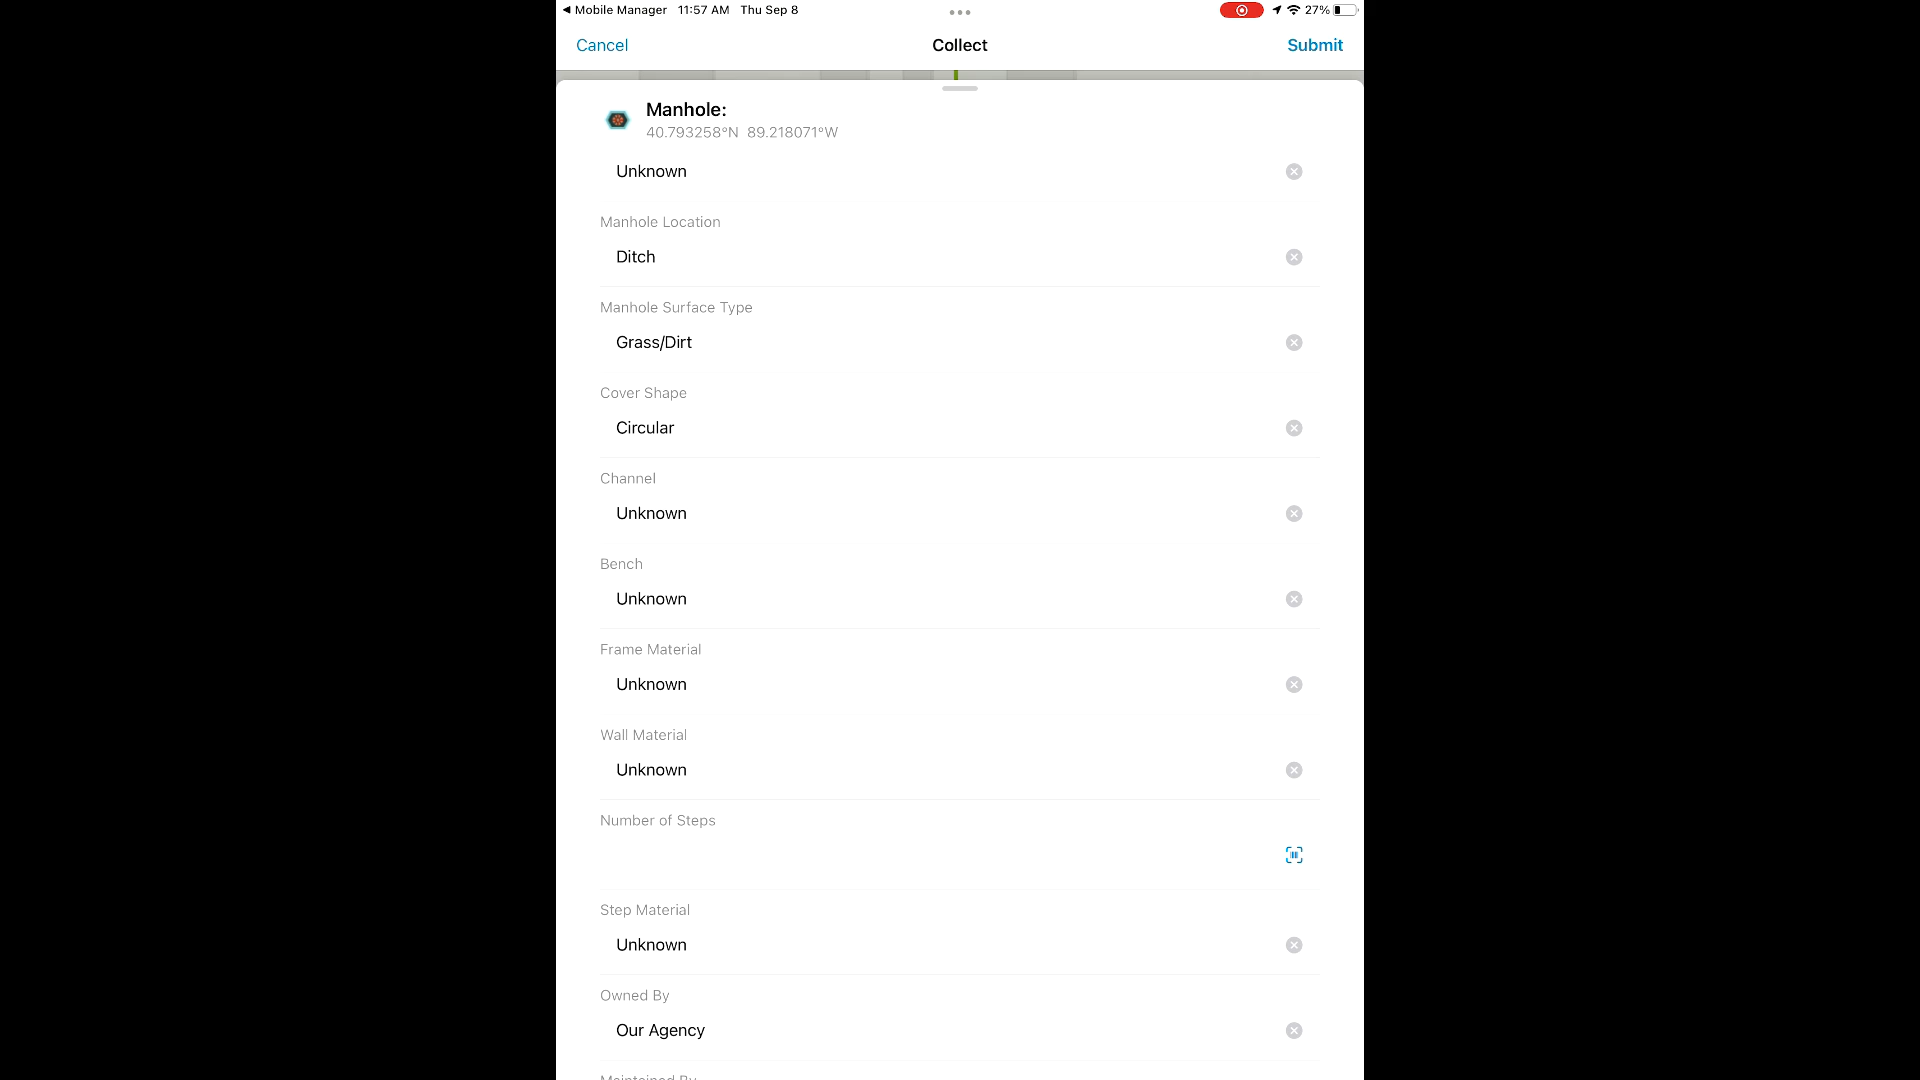 Mobile Manager 11:57 AM Thu Sep 8
27%
Cancel Collect Submit
Manhole:
40.793258°N 89.218071°W
Unknown
Manhole Location
Ditch
Manhole Surface Type
Grass/Dirt
Cover Shape
Circular
Channel
Unknown
Bench
Unknown
Frame Material
Unknown
Wall Material
Unknown
Number of Steps
Step Material
Unknown
Owned By
Our Agency
Maintained By